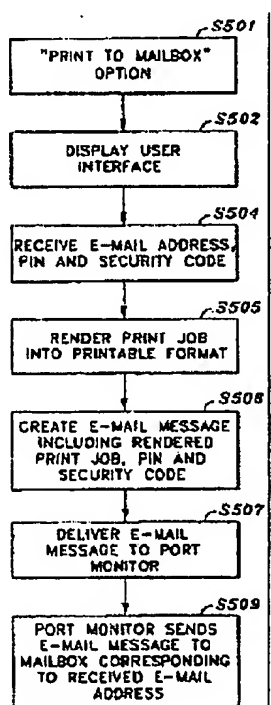 S501
"PRINT TO MAILBOX"
OPTION
S502
DISPLAY USER
INTERFACE
S504
RECEIVE E-MAIL ADDRESS,
PIN AND SECURITY CODE
S505
RENDER PRINT JOB
INTO PRINTABLE FORMAT
S506
CREATE E-MAIL MESSAGE
INCLUDING RENDERED
PRINT JOB, PIN AND
SECURITY CODE
S507
DELIVER E-MAIL
MESSAGE TO PORT
MONITOR
S509
PORT MONITOR SENDS
E-MAIL MESSAGE TO
MAILBOX CORRESPONDING
TO RECEIVED E-MAIL
ADDRESS